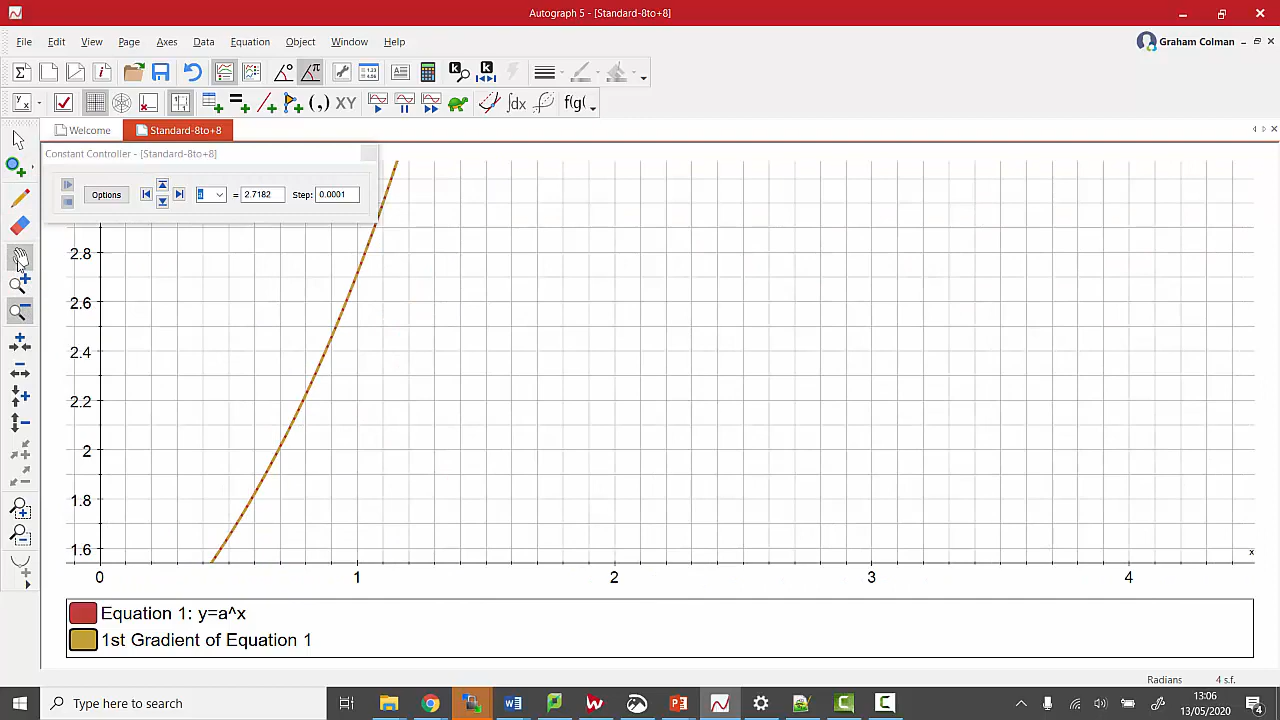 Autograph 5 - [Standard-8to+8]
File Edit View Page Axes Data Equation Object Window Help
Graham Colman
XY
f(g(
Welcome
Standard-8to+8
Constant Controller - [Standard-8to+8]
Options
= 2.7182
Step: 0.0001
2.8
2.6
2.4
2.2
2
1.8
1.6
x
0 1 2 3 4
Equation 1: y=a^x
1st Gradient of Equation 1
Radians 4 s.f.
Type here to search
13:06
13/05/2020